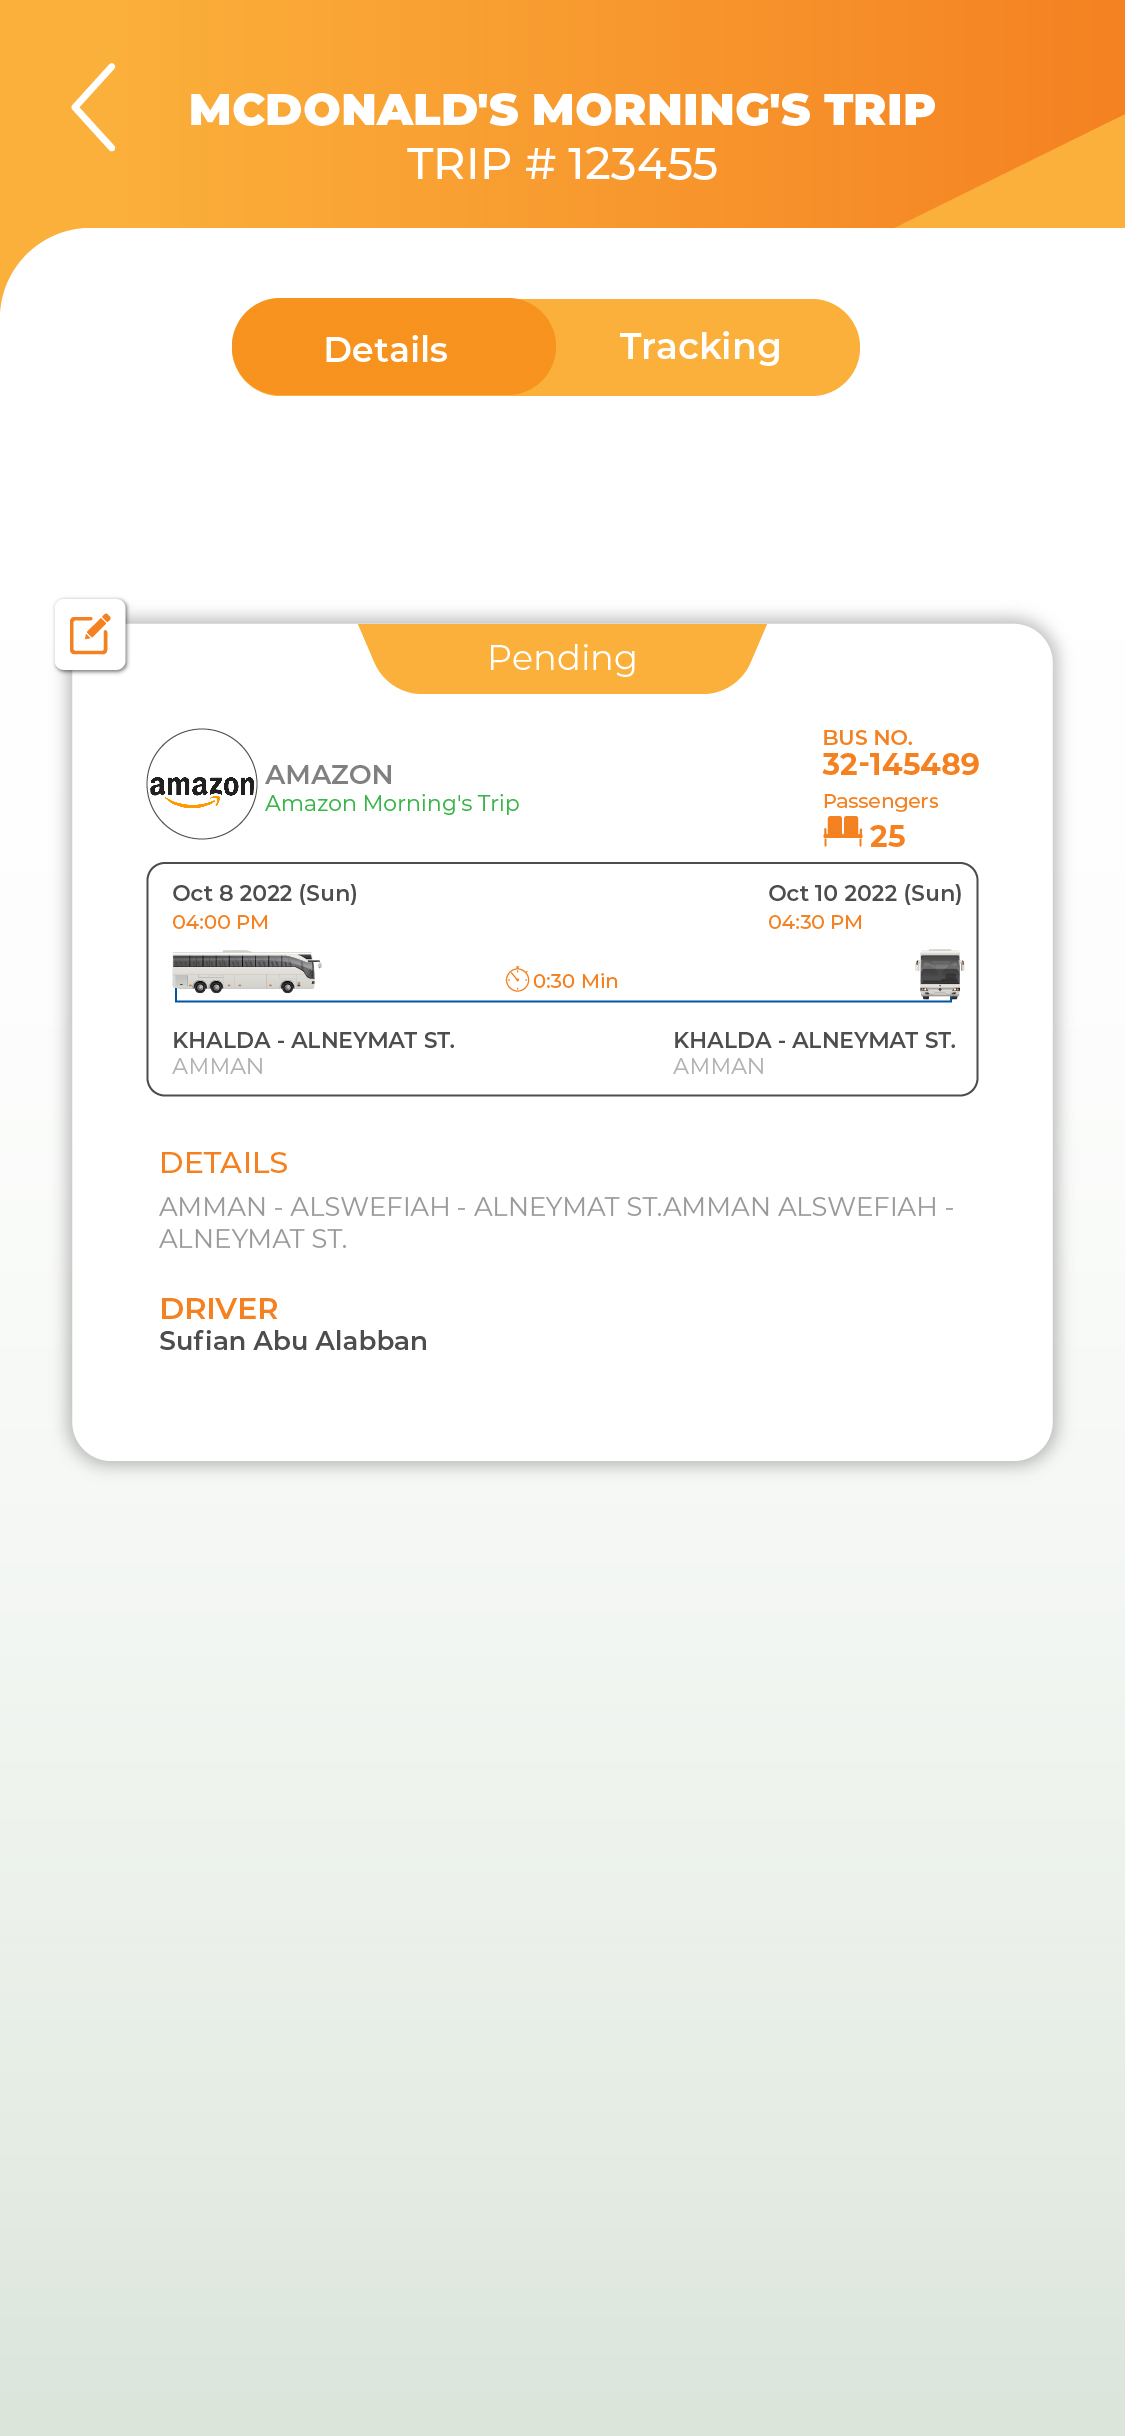 MCDONALD'S MORNING'S TRIP
TRIP # 123455
Details
Tracking
Pending
amazon
AMAZON
Amazon Morning's Trip
BUS NO.
32-145489
Passengers
25
Oct 8 2022 (Sun)
04:00 PM
Oct 10 2022 (Sun)
04:30 PM
0:30 Min
KHALDA - ALNEYMAT ST.
AMMAN
KHALDA - ALNEYMAT ST.
AMMAN
DETAILS
AMMAN - ALSWEFIAH - ALNEYMAT ST.AMMAN ALSWEFIAH -
ALNEYMAT ST.
DRIVER
Sufian Abu Alabban